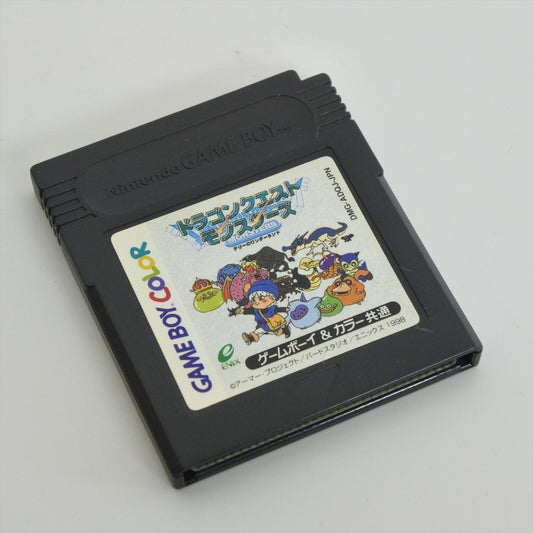 Nintendo GAME BOY TM
GAME BOY COLOR
ドラゴンクエスト
モンスターズ
テリーのワンダーランド
DMG-ADQJ-JPN
ENIX
ゲームボーイ & カラー共通
©アーマー・プロジェクト/バードスタジオ/エニックス 1998